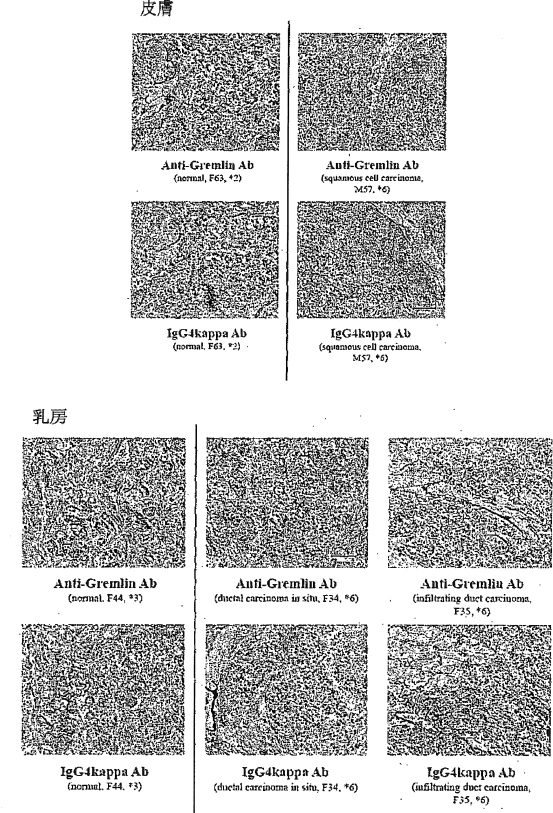 皮膚
Anti-Gremlin Ab
(normal, F63, *2)
Anti-Gremlin Ab
(squamous cell carcinoma,
M57, *6)
IgG4kappa Ab
(normal, F63, *2)
IgG4kappa Ab
(squamous cell carcinoma,
M57, *6)
乳房
Anti-Gremlin Ab
(normal. F44, *3)
Anti-Gremlin Ab
(ductal carcinoma in situ, F34, *6)
Anti-Gremlin Ab
(infiltrating duct carcinoma,
F35, *6)
IgG4kappa Ab
(normal. F44, *3)
IgG4kappa Ab
(ductal carcinoma in situ, F34, *6)
IgG4kappa Ab
(infiltrating duct carcinoma,
F35, *6)